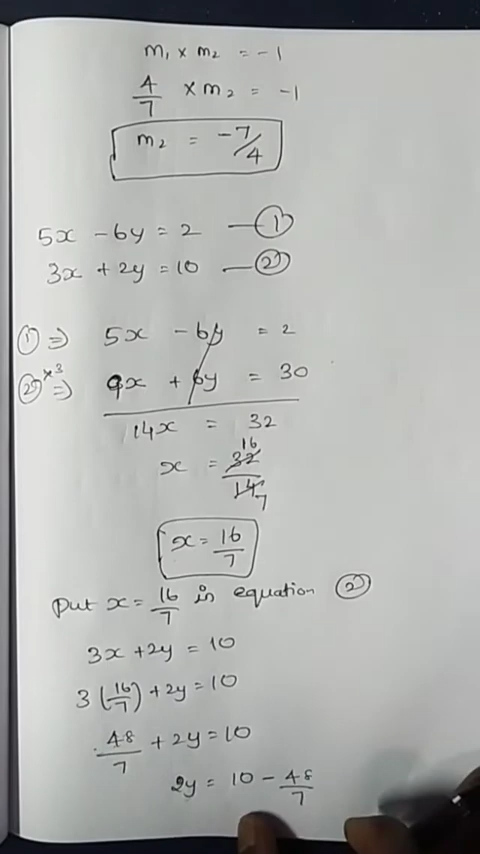 m₁ × m₂ = -1
4/7 × m₂ = -1
m₂ = -7/4
5x - 6y = 2 — ①
3x + 2y = 10 — ②
① ⇒ 5x - 6y = 2
② ×3 ⇒ 9x + 6y = 30
14x = 32
16
x = 32/14
7
x = 16/7
Put x = 16/7 in equation ②
3x + 2y = 10
3(16/7) + 2y = 10
48/7 + 2y = 10
2y = 10 - 48/7